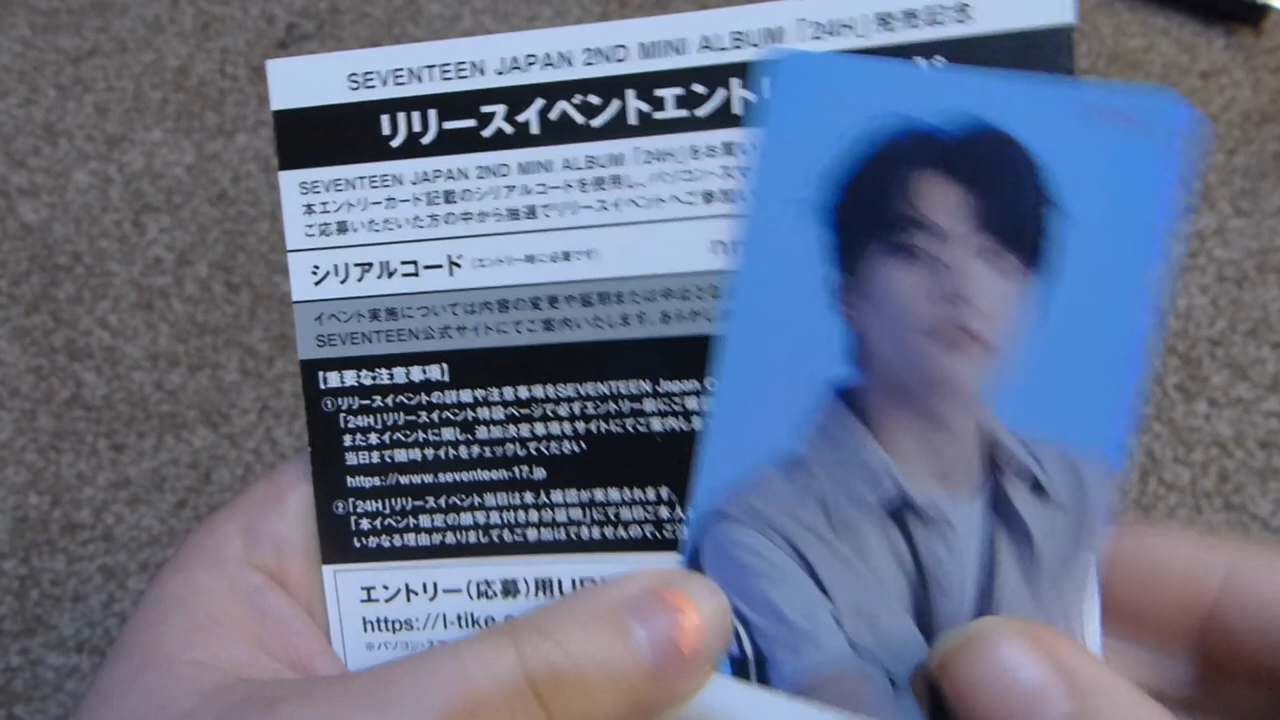 SEVENTEEN JAPAN 2ND MINI ALBUM「24H」発売記念
リリースイベントエント
SEVENTEEN JAPAN 2ND MINI ALBUM「24H」をお買い
本エントリーカード記載のシリアルコードを使用し、パソコン・スマ
ご応募いただいた方の中から抽選でリリースイベントへご参加い
シリアルコード (エントリー時に必要です)
イベント実施については内容の変更や延期または中止とな
SEVENTEEN公式サイトにてご案内いたします。あらかじ
【重要な注意事項】
①リリースイベントの詳細や注意事項をSEVENTEEN Japan
「24H」リリースイベント特設ページで必ずエントリー前にご確
また本イベントに関し、追加決定事項をサイトにてご案内しま
当日まで随時サイトをチェックしてください
https://www.seventeen-17.jp
②「24H」リリースイベント当日は本人確認が実施されます。
「本イベント指定の顔写真付き身分証明」にて当日ご本人
いかなる理由がありましてもご参加はできませんので、ご
エントリー(応募)用UR
https://l-tike.c
※パソコン・スマ